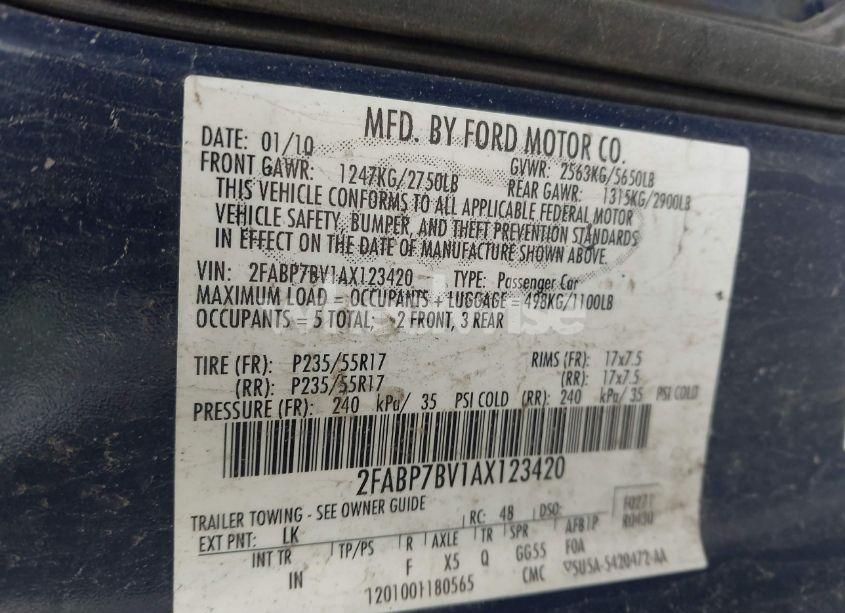 MFD. BY FORD MOTOR CO.
DATE: 01/10 GVWR: 2563KG/5650LB
FRONT GAWR: 1247KG/2750LB REAR GAWR: 1315KG/2900LB
THIS VEHICLE CONFORMS TO ALL APPLICABLE FEDERAL MOTOR
VEHICLE SAFETY, BUMPER, AND THEFT PREVENTION STANDARDS
IN EFFECT ON THE DATE OF MANUFACTURE SHOWN ABOVE.
VIN: 2FABP7BV1AX123420 TYPE: Passenger Car
MAXIMUM LOAD = OCCUPANTS + LUGGAGE = 498KG/1100LB
OCCUPANTS = 5 TOTAL; 2 FRONT, 3 REAR
TIRE (FR): P235/55R17 RIMS (FR): 17x7.5
(RR): P235/55R17 (RR): 17x7.5
PRESSURE (FR): 240 kPa/ 35 PSI COLD (RR): 240 kPa/ 35 PSI COLD
2FABP7BV1AX123420
TRAILER TOWING - SEE OWNER GUIDE
EXT PNT: LK RC: 48 DSO:
INT TR TP/PS R AXLE TR SPR AFB1P
IN F X5 Q GG55 FOA
1201001180565 CMC 5U5A-5420472-AA